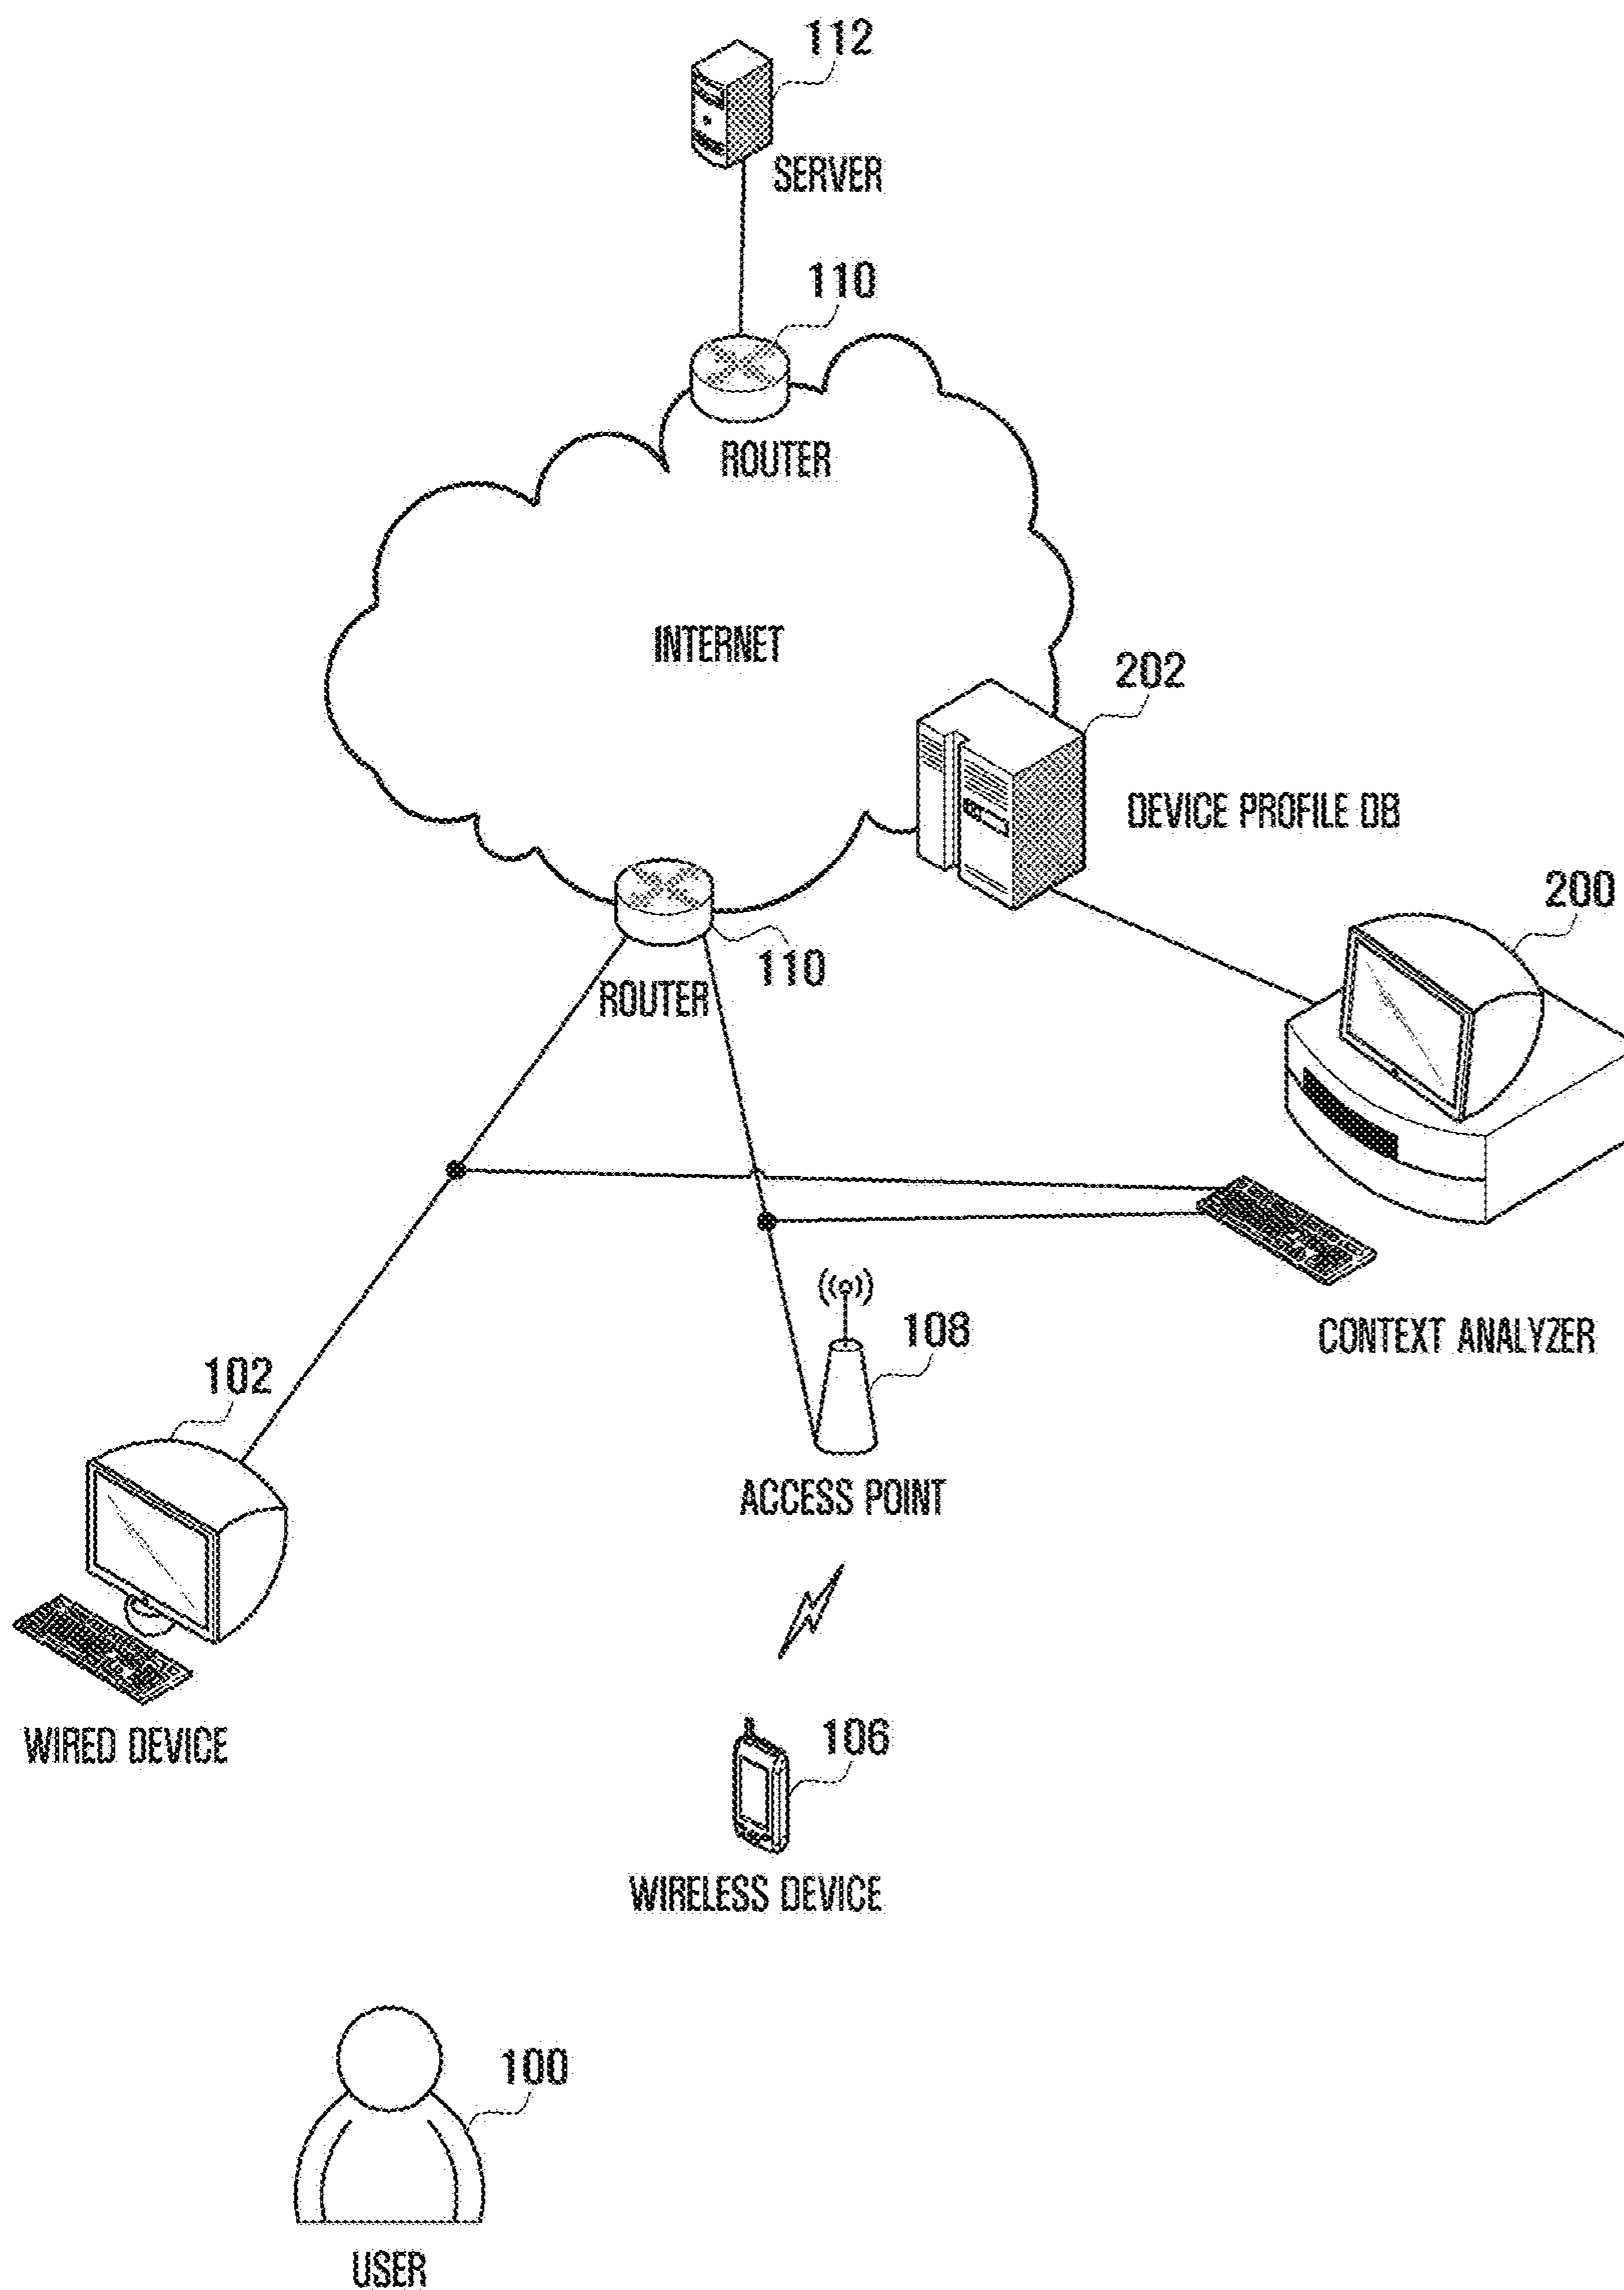 112
SERVER
110
ROUTER
INTERNET
202
DEVICE PROFILE DB
200
110
ROUTER
108
CONTEXT ANALYZER
102
ACCESS POINT
WIRED DEVICE
106
WIRELESS DEVICE
100
USER